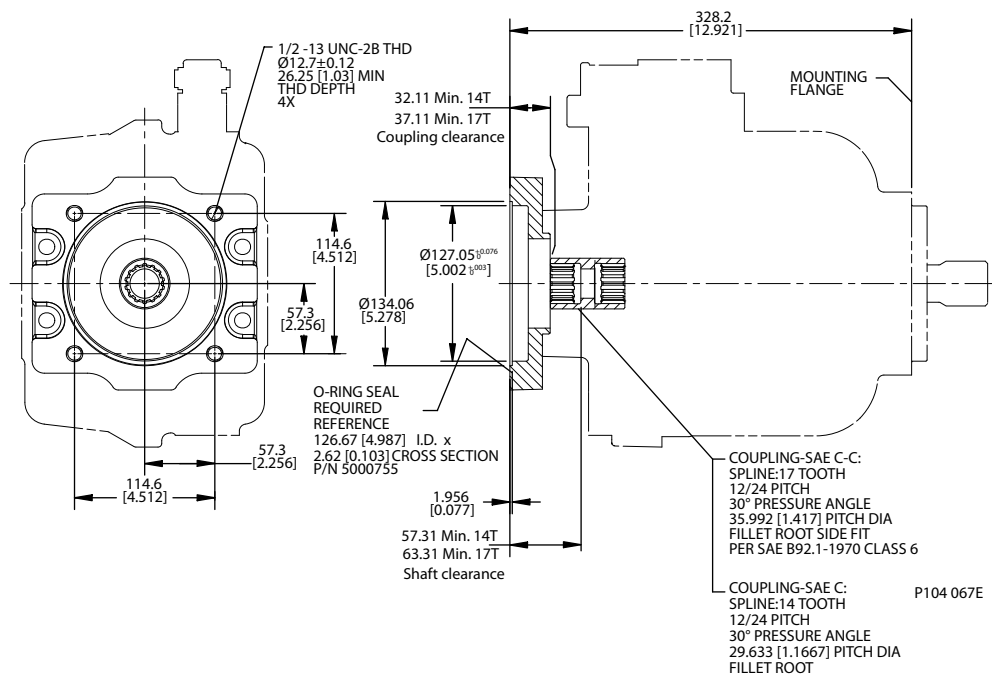 328.2
[12.921]
1/2 -13 UNC-2B THD
Ø12.7±0.12
26.25 [1.03] MIN
THD DEPTH
4X
MOUNTING
FLANGE
32.11 Min. 14T
37.11 Min. 17T
Coupling clearance
114.6
[4.512]
Ø127.05
[5.002
57.3
[2.256]
Ø134.06
[5.278]
O-RING SEAL
REQUIRED
REFERENCE
126.67 [4.987] I.D. x
2.62 [0.103] CROSS SECTION
P/N 5000755
57.3
[2.256]
114.6
[4.512]
1.956
[0.077]
57.31 Min. 14T
63.31 Min. 17T
Shaft clearance
COUPLING-SAE C-C:
SPLINE:17 TOOTH
12/24 PITCH
30° PRESSURE ANGLE
35.992 [1.417] PITCH DIA
FILLET ROOT SIDE FIT
PER SAE B92.1-1970 CLASS 6
COUPLING-SAE C:
SPLINE:14 TOOTH
12/24 PITCH
30° PRESSURE ANGLE
29.633 [1.1667] PITCH DIA
FILLET ROOT
P104 067E